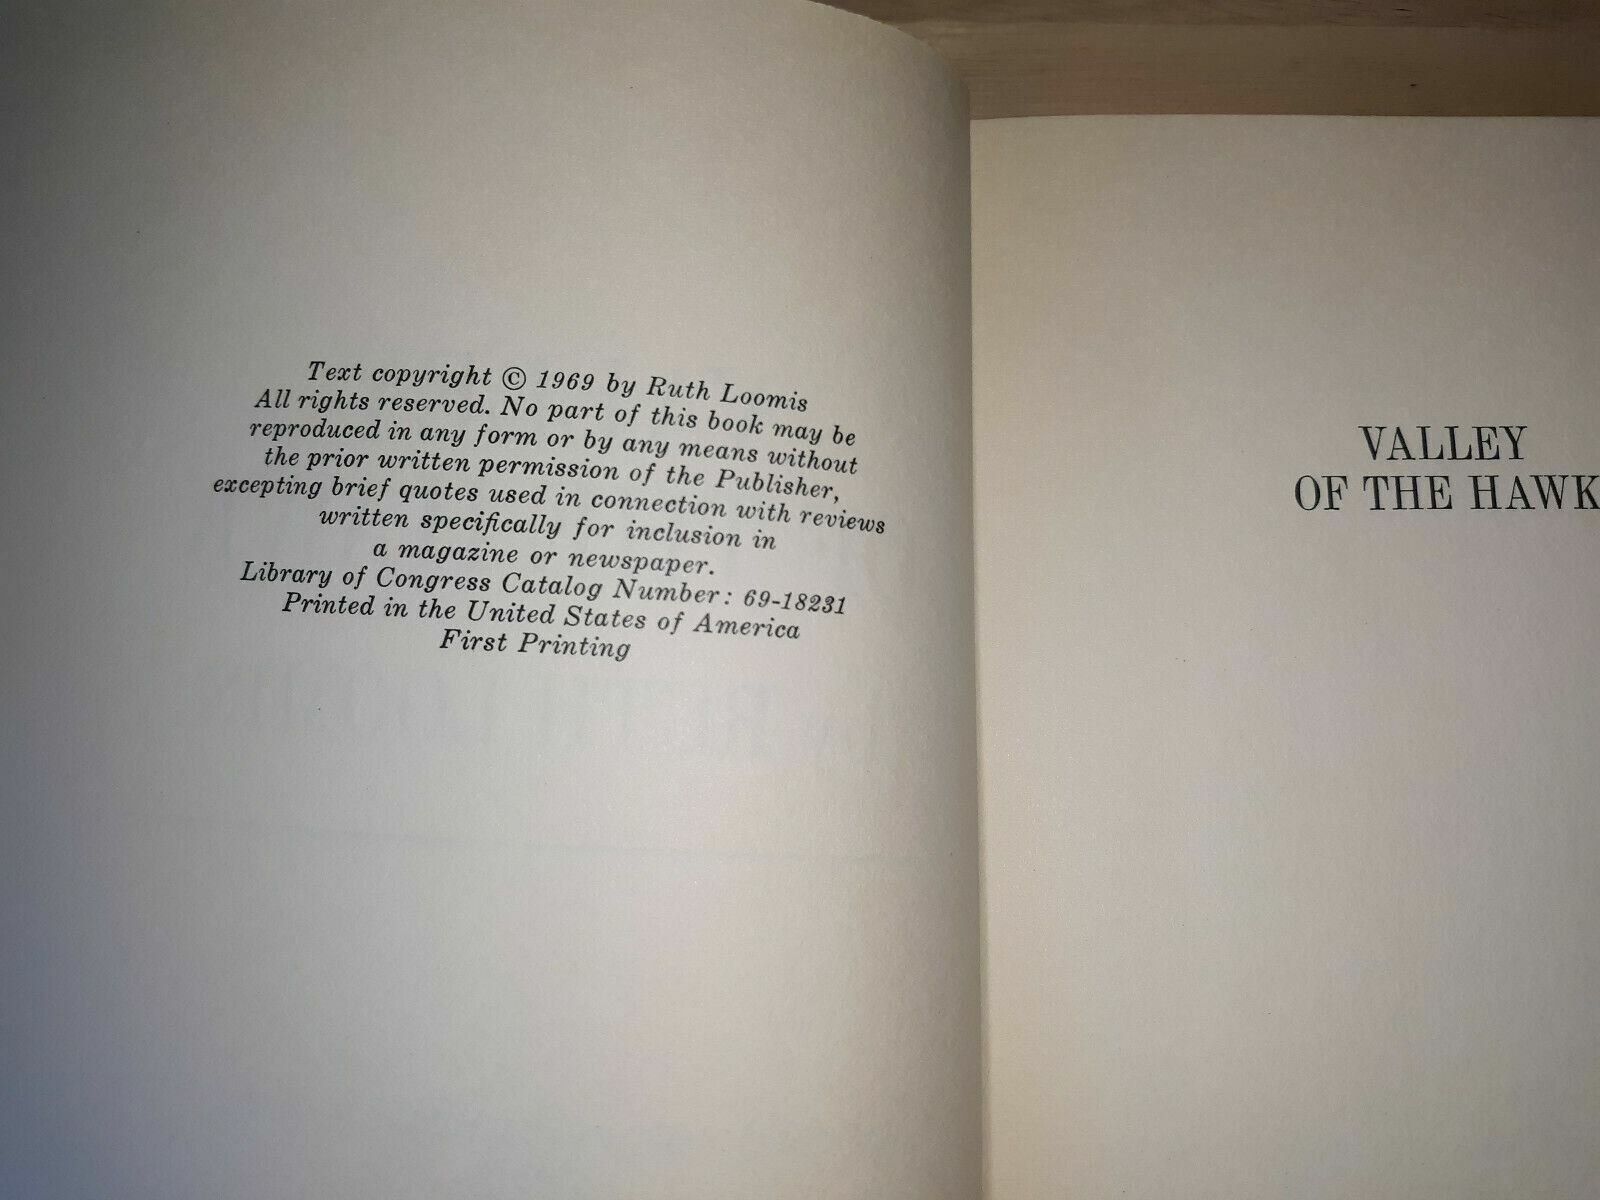 Text copyright © 1969 by Ruth Loomis
All rights reserved. No part of this book may be
reproduced in any form or by any means without
the prior written permission of the Publisher,
excepting brief quotes used in connection with reviews
written specifically for inclusion in
a magazine or newspaper.
Library of Congress Catalog Number: 69-18231
Printed in the United States of America
First Printing
VALLEY
OF THE HAWK